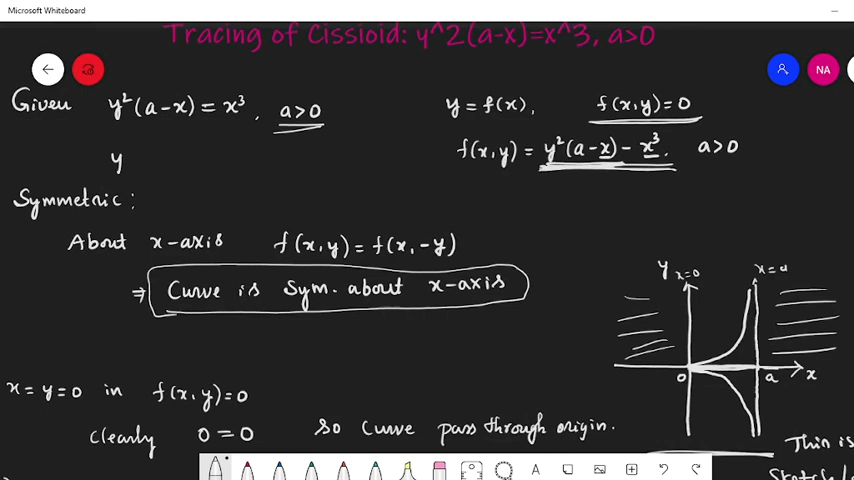 Microsoft Whiteboard
Tracing of Cissioid: y^2(a-x)=x^3, a>0
NA
Given y²(a-x) = x³, a>0
y = f(x), f(x,y)=0
f(x,y) = y²(a-x) - x³, a>0
y
Symmetric:
About x-axis f(x,y) = f(x,-y)
⇒ Curve is Sym. about x-axis
y x=0 x=a
0 a x
x = y = 0 in f(x,y)=0
clearly 0 = 0 so curve pass through origin.
This is
A